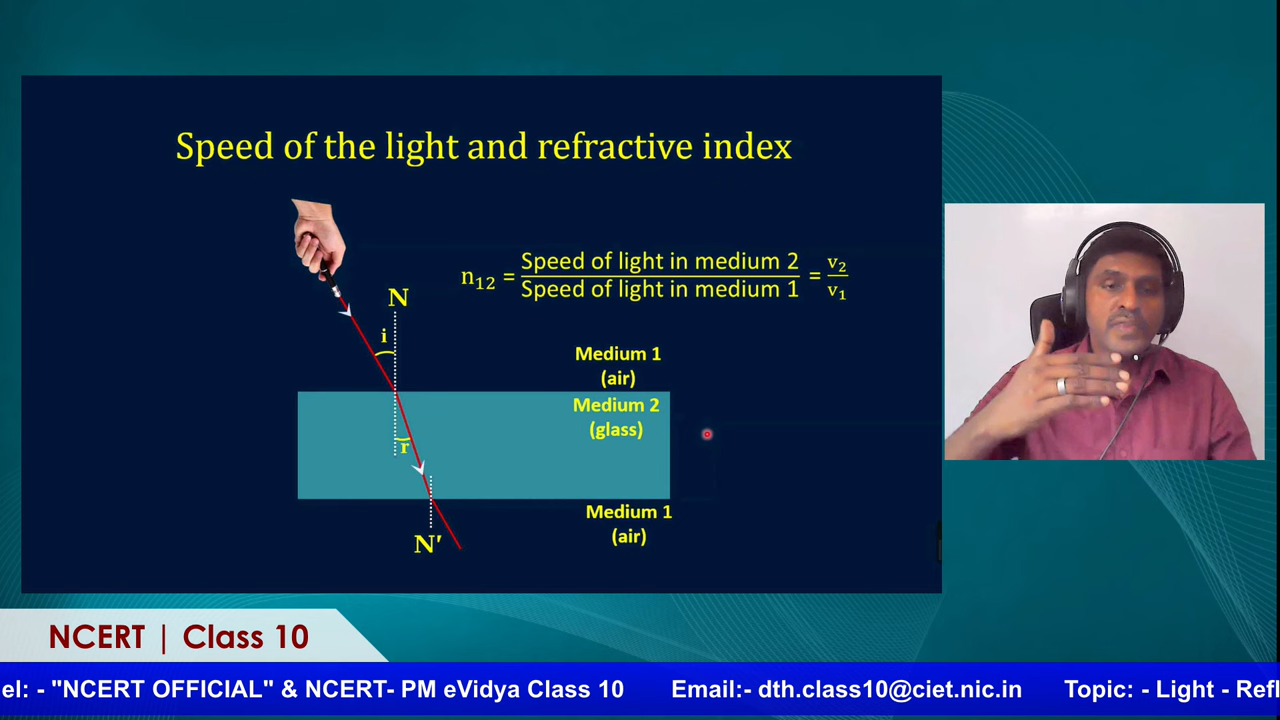 Speed of the light and refractive index
n₁₂ = Speed of light in medium 2 / Speed of light in medium 1 = v₂ / v₁
N
i
Medium 1
(air)
Medium 2
(glass)
r
Medium 1
(air)
N'
NCERT | Class 10
el: - "NCERT OFFICIAL" & NCERT- PM eVidya Class 10 Email:- dth.class10@ciet.nic.in Topic: - Light - Refl